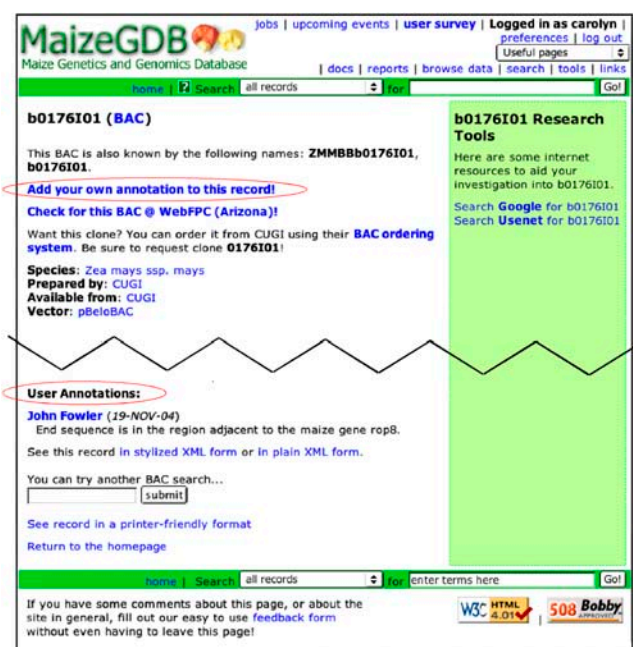 MaizeGDB
Maize Genetics and Genomics Database
jobs | upcoming events | user survey | Logged in as carolyn |
preferences | log out
Useful pages
| docs | reports | browse data | search | tools | links
home | ? Search all records for Go!
b0176I01 (BAC)
This BAC is also known by the following names: ZMMBBb0176I01,
b0176I01.
Add your own annotation to this record!
Check for this BAC @ WebFPC (Arizona)!
Want this clone? You can order it from CUGI using their BAC ordering
system. Be sure to request clone 0176I01!
Species: Zea mays ssp. mays
Prepared by: CUGI
Available from: CUGI
Vector: pBeloBAC
b0176I01 Research
Tools
Here are some internet
resources to aid your
investigation into b0176I01.
Search Google for b0176I01
Search Usenet for b0176I01
User Annotations:
John Fowler (19-NOV-04)
End sequence is in the region adjacent to the maize gene rop8.
See this record in stylized XML form or in plain XML form.
You can try another BAC search...
submit
See record in a printer-friendly format
Return to the homepage
home | Search all records for enter terms here Go!
If you have some comments about this page, or about the
site in general, fill out our easy to use feedback form
without even having to leave this page!
W3C HTML 4.01 | 508 Bobby APPROVED